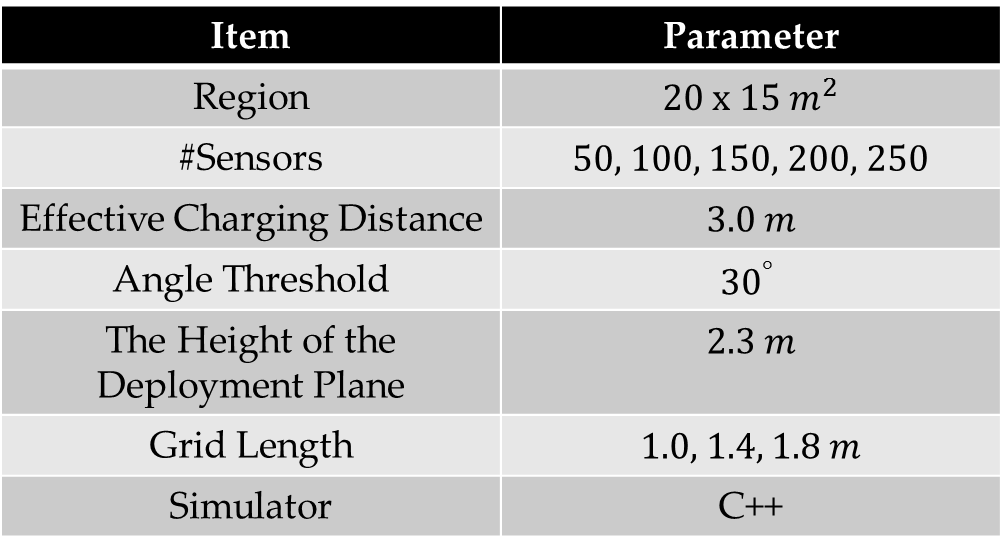 Item Parameter
Region 20 x 15 m²
#Sensors 50, 100, 150, 200, 250
Effective Charging Distance 3.0 m
Angle Threshold 30°
The Height of the 2.3 m
Deployment Plane
Grid Length 1.0, 1.4, 1.8 m
Simulator C++